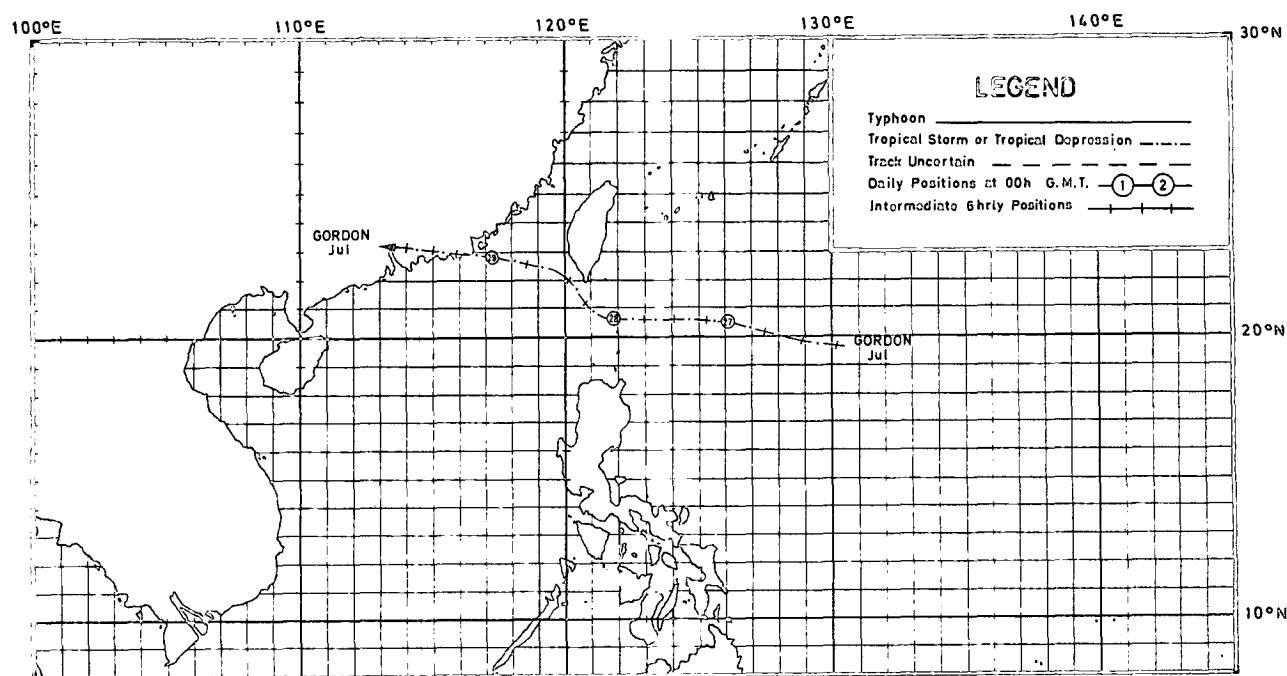 100°E 110°E 120°E 130°E 140°E
30°N
LEGEND
Typhoon
Tropical Storm or Tropical Depression
Track Uncertain
Daily Positions at 00h G.M.T. 1 2
Intermediate 6hrly Positions
GORDON
Jul
29
28
27
20°N
GORDON
Jul
10°N